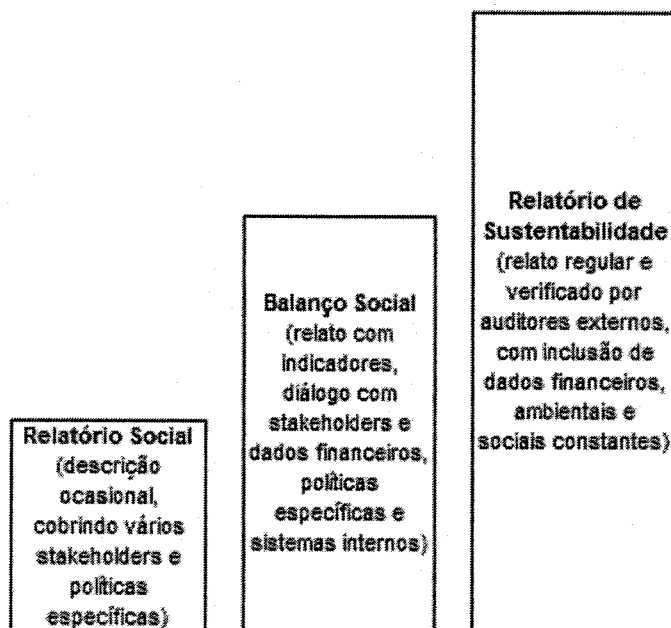 Relatório Social
(descrição
ocasional,
cobrindo vários
stakeholders e
políticas
específicas)
Balanço Social
(relato com
indicadores,
diálogo com
stakeholders e
dados financeiros,
políticas
específicas e
sistemas internos)
Relatório de
Sustentabilidade
(relato regular e
verificado por
auditores externos,
com inclusão de
dados financeiros,
ambientais e
sociais constantes)